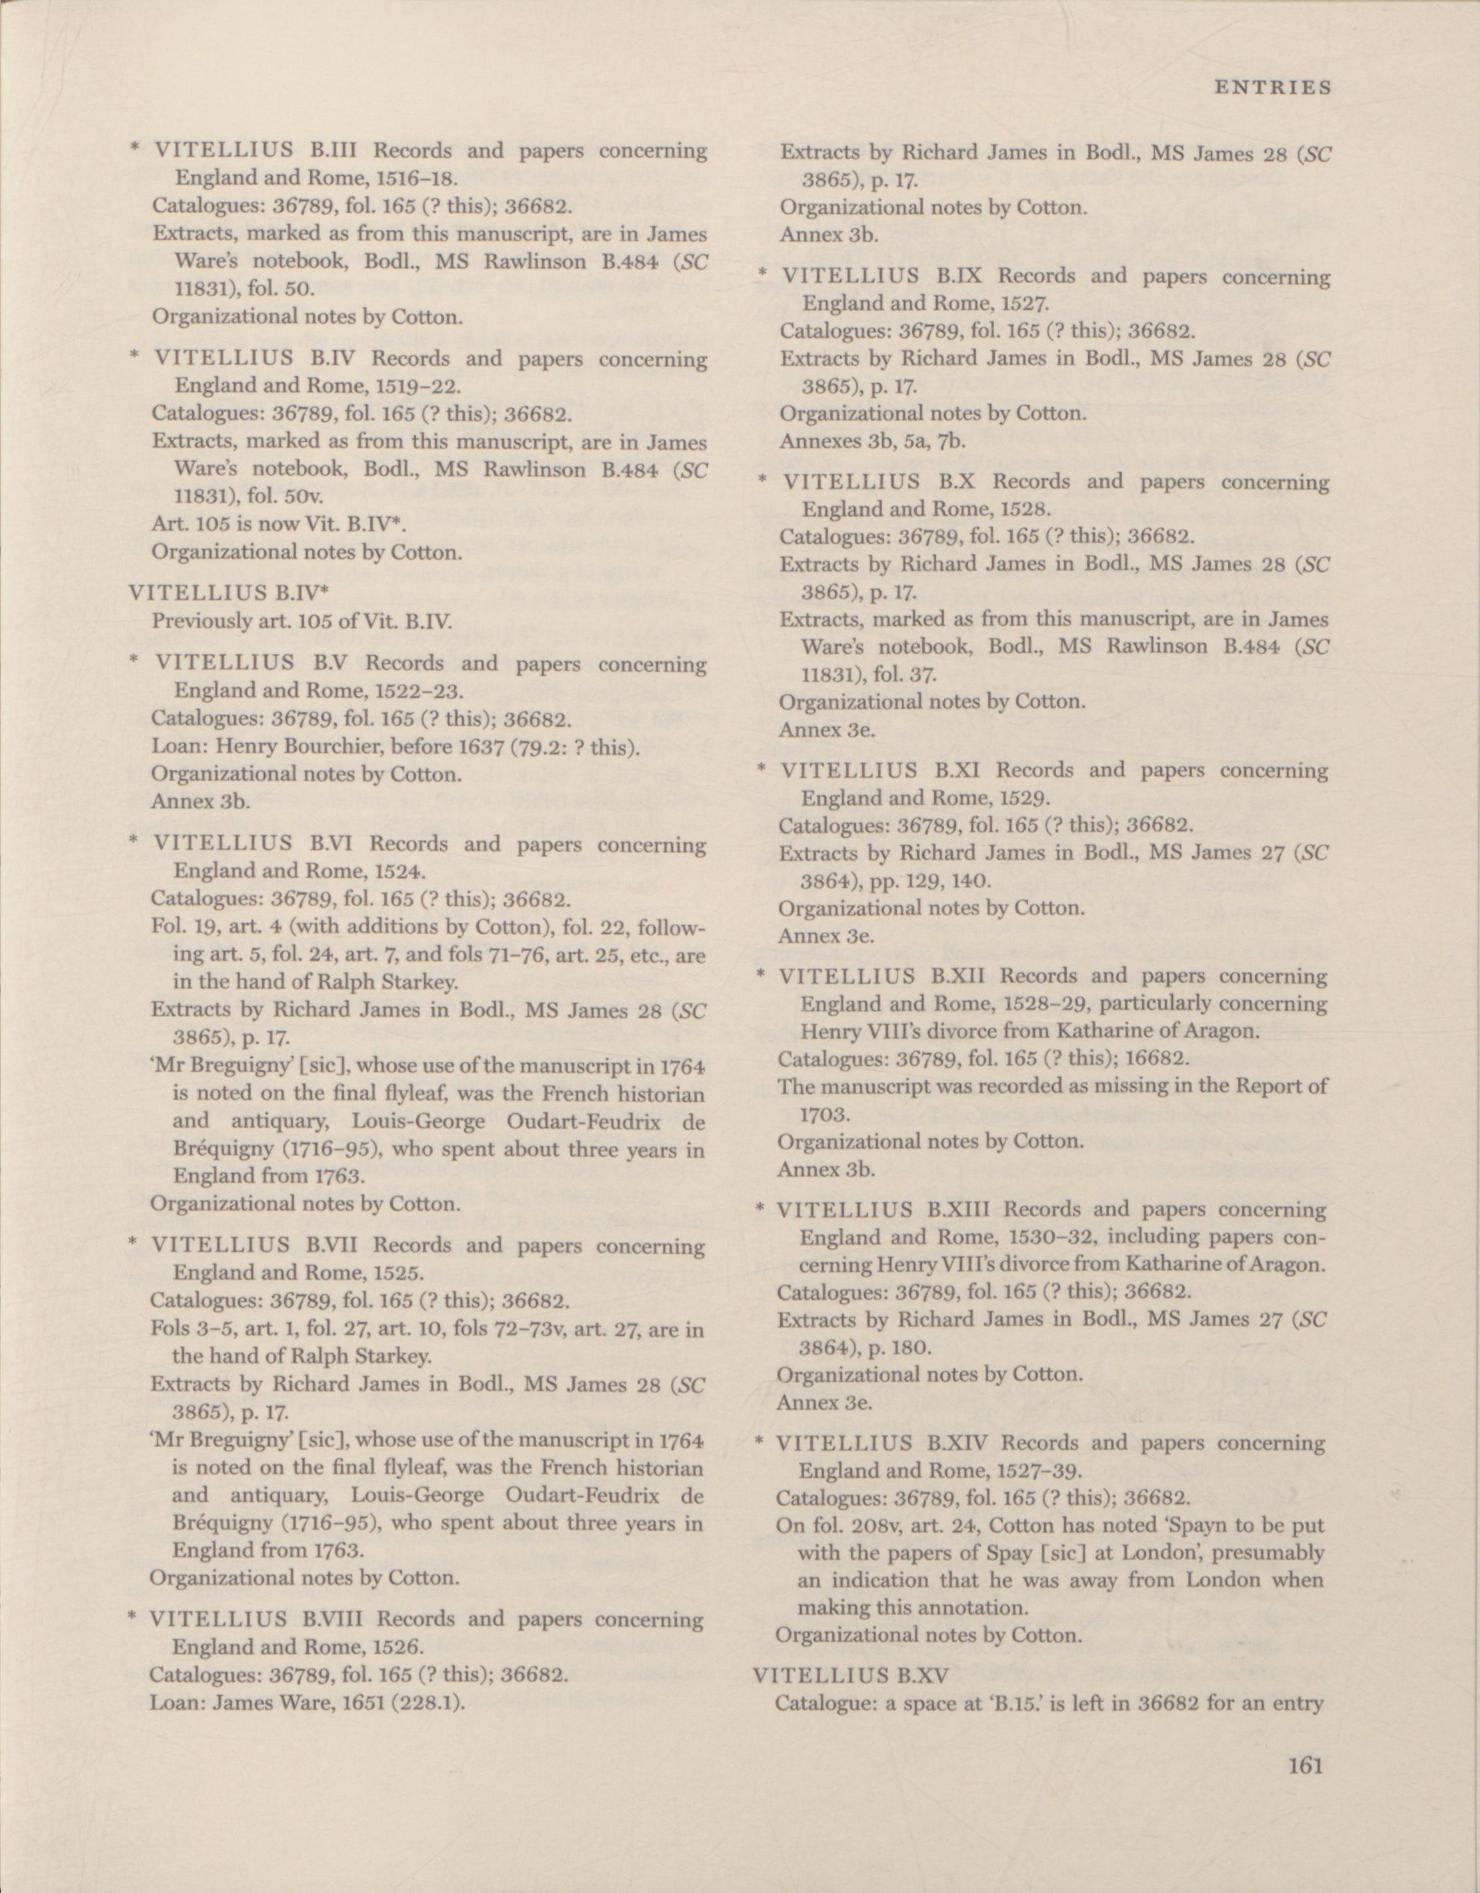 ENTRIES
* VITELLIUS B.III Records and papers concerning
England and Rome, 1516–18.
Catalogues: 36789, fol. 165 (? this); 36682.
Extracts, marked as from this manuscript, are in James
Ware's notebook, Bodl., MS Rawlinson B.484 (SC
11831), fol. 50.
Organizational notes by Cotton.
* VITELLIUS B.IV Records and papers concerning
England and Rome, 1519–22.
Catalogues: 36789, fol. 165 (? this); 36682.
Extracts, marked as from this manuscript, are in James
Ware's notebook, Bodl., MS Rawlinson B.484 (SC
11831), fol. 50v.
Art. 105 is now Vit. B.IV*.
Organizational notes by Cotton.
VITELLIUS B.IV*
Previously art. 105 of Vit. B.IV.
* VITELLIUS B.V Records and papers concerning
England and Rome, 1522–23.
Catalogues: 36789, fol. 165 (? this); 36682.
Loan: Henry Bourchier, before 1637 (79.2: ? this).
Organizational notes by Cotton.
Annex 3b.
* VITELLIUS B.VI Records and papers concerning
England and Rome, 1524.
Catalogues: 36789, fol. 165 (? this); 36682.
Fol. 19, art. 4 (with additions by Cotton), fol. 22, follow-
ing art. 5, fol. 24, art. 7, and fols 71–76, art. 25, etc., are
in the hand of Ralph Starkey.
Extracts by Richard James in Bodl., MS James 28 (SC
3865), p. 17.
'Mr Breguigny' [sic], whose use of the manuscript in 1764
is noted on the final flyleaf, was the French historian
and antiquary, Louis-George Oudart-Feudrix de
Bréquigny (1716–95), who spent about three years in
England from 1763.
Organizational notes by Cotton.
* VITELLIUS B.VII Records and papers concerning
England and Rome, 1525.
Catalogues: 36789, fol. 165 (? this); 36682.
Fols 3–5, art. 1, fol. 27, art. 10, fols 72–73v, art. 27, are in
the hand of Ralph Starkey.
Extracts by Richard James in Bodl., MS James 28 (SC
3865), p. 17.
'Mr Breguigny' [sic], whose use of the manuscript in 1764
is noted on the final flyleaf, was the French historian
and antiquary, Louis-George Oudart-Feudrix de
Bréquigny (1716–95), who spent about three years in
England from 1763.
Organizational notes by Cotton.
* VITELLIUS B.VIII Records and papers concerning
England and Rome, 1526.
Catalogues: 36789, fol. 165 (? this); 36682.
Loan: James Ware, 1651 (228.1).
Extracts by Richard James in Bodl., MS James 28 (SC
3865), p. 17.
Organizational notes by Cotton.
Annex 3b.
* VITELLIUS B.IX Records and papers concerning
England and Rome, 1527.
Catalogues: 36789, fol. 165 (? this); 36682.
Extracts by Richard James in Bodl., MS James 28 (SC
3865), p. 17.
Organizational notes by Cotton.
Annexes 3b, 5a, 7b.
* VITELLIUS B.X Records and papers concerning
England and Rome, 1528.
Catalogues: 36789, fol. 165 (? this); 36682.
Extracts by Richard James in Bodl., MS James 28 (SC
3865), p. 17.
Extracts, marked as from this manuscript, are in James
Ware's notebook, Bodl., MS Rawlinson B.484 (SC
11831), fol. 37.
Organizational notes by Cotton.
Annex 3e.
* VITELLIUS B.XI Records and papers concerning
England and Rome, 1529.
Catalogues: 36789, fol. 165 (? this); 36682.
Extracts by Richard James in Bodl., MS James 27 (SC
3864), pp. 129, 140.
Organizational notes by Cotton.
Annex 3e.
* VITELLIUS B.XII Records and papers concerning
England and Rome, 1528–29, particularly concerning
Henry VIII's divorce from Katharine of Aragon.
Catalogues: 36789, fol. 165 (? this); 16682.
The manuscript was recorded as missing in the Report of
1703.
Organizational notes by Cotton.
Annex 3b.
* VITELLIUS B.XIII Records and papers concerning
England and Rome, 1530–32, including papers con-
cerning Henry VIII's divorce from Katharine of Aragon.
Catalogues: 36789, fol. 165 (? this); 36682.
Extracts by Richard James in Bodl., MS James 27 (SC
3864), p. 180.
Organizational notes by Cotton.
Annex 3e.
* VITELLIUS B.XIV Records and papers concerning
England and Rome, 1527–39.
Catalogues: 36789, fol. 165 (? this); 36682.
On fol. 208v, art. 24, Cotton has noted 'Spayn to be put
with the papers of Spay [sic] at London', presumably
an indication that he was away from London when
making this annotation.
Organizational notes by Cotton.
VITELLIUS B.XV
Catalogue: a space at 'B.15.' is left in 36682 for an entry
161